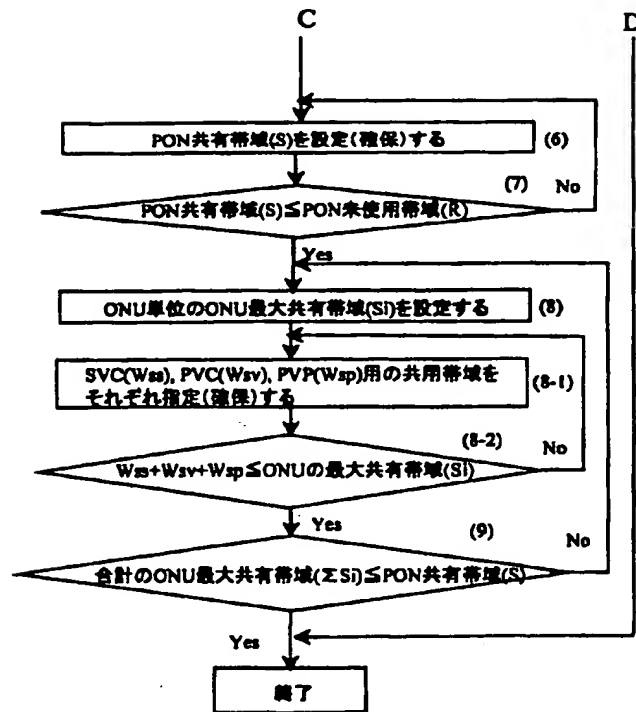 C
D
PON共有帯域(S)を設定(確保)する
(6)
(7)
No
PON共有帯域(S)≦PON未使用帯域(R)
Yes
ONU単位のONU最大共有帯域(Si)を設定する
(8)
SVC(Wss), PVC(Wsv), PVP(Wsp)用の共用帯域を
それぞれ指定(確保)する
(8-1)
(8-2)
No
Wss+Wsv+Wsp≦ONUの最大共有帯域(Si)
Yes
(9)
No
合計のONU最大共有帯域(ΣSi)≦PON共有帯域(S)
Yes
終了